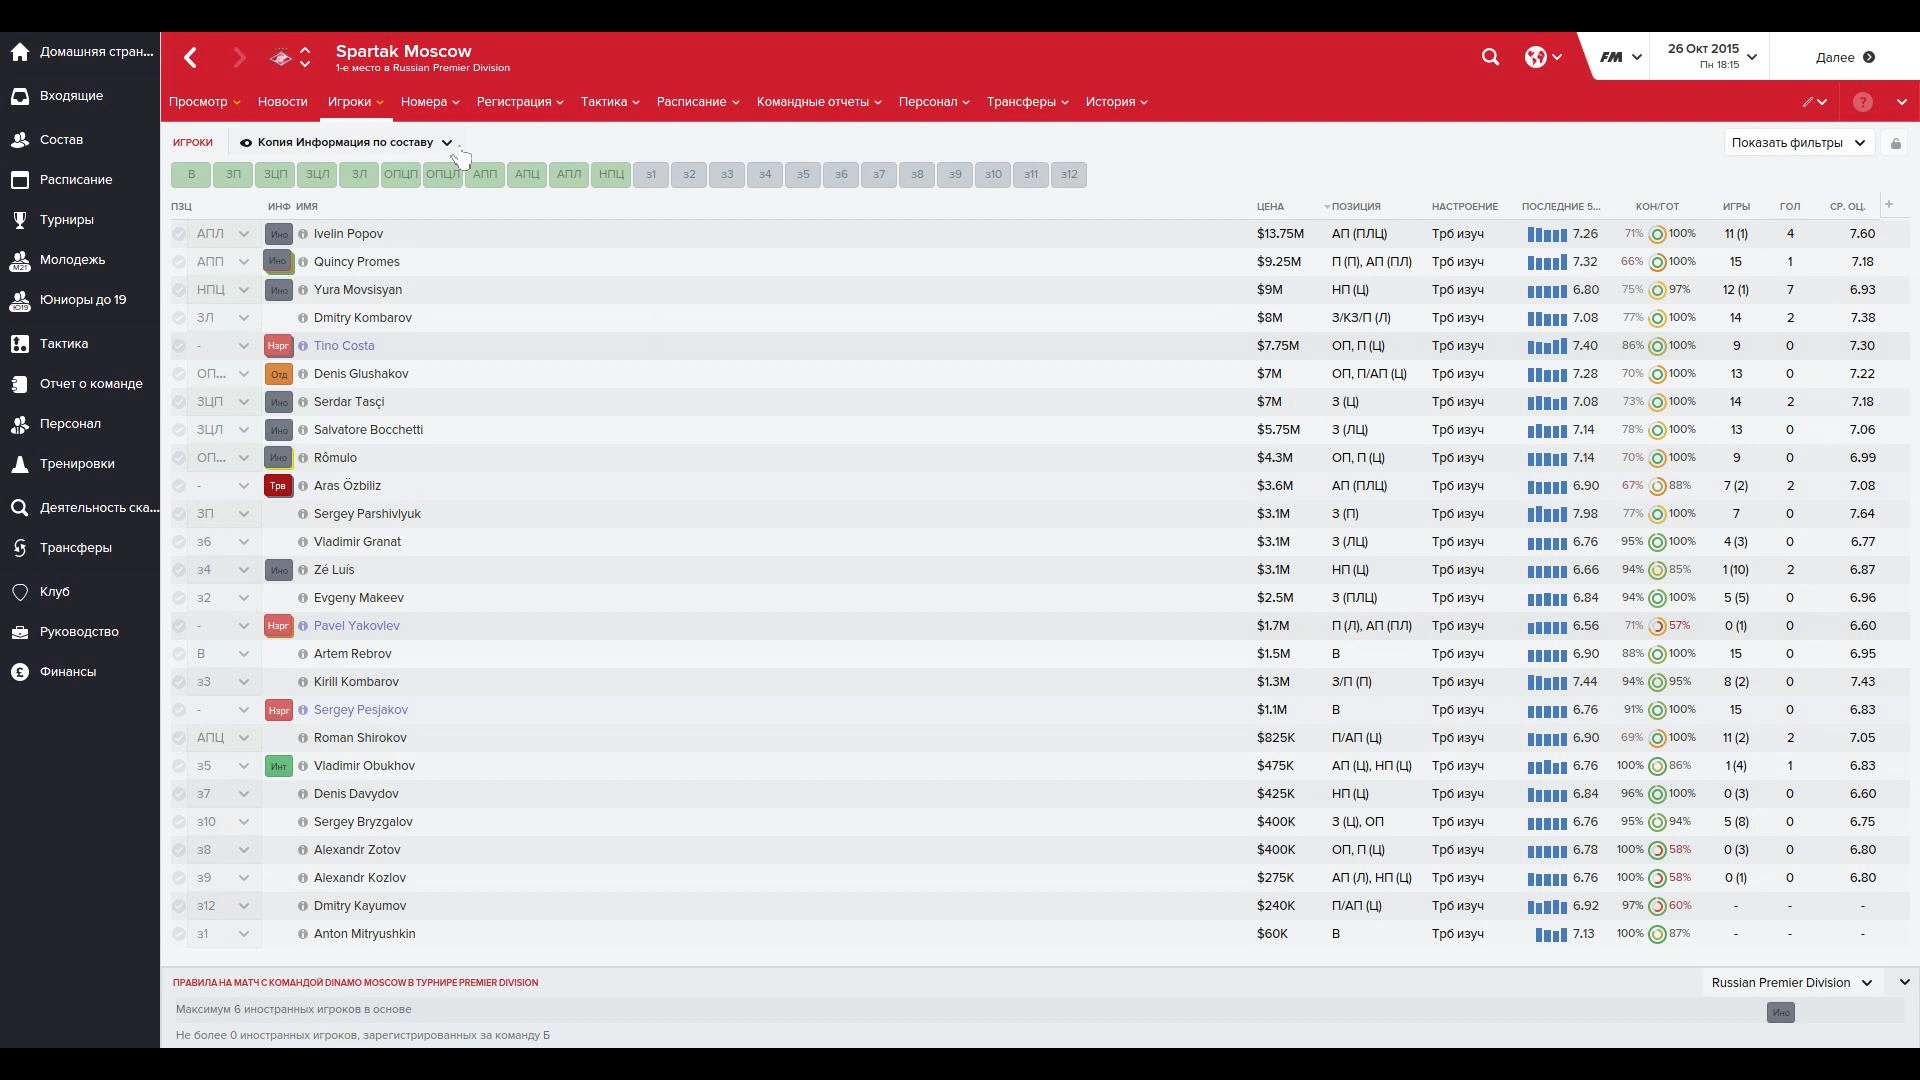 Домашняя стран...
Входящие
Состав
Расписание
Турниры
Молодежь
M21
Юниоры до 19
Ю19
Тактика
Отчет о команде
Персонал
Тренировки
Деятельность ска...
Трансферы
Клуб
Руководство
Финансы
Spartak Moscow
1-е место в Russian Premier Division
FM
26 Окт 2015
Пн 18:15
Далее
Просмотр Новости Игроки Номера Регистрация Тактика Расписание Командные отчеты Персонал Трансферы История ?
ИГРОКИ Копия Информация по составу Показать фильтры
В ЗП ЗЦП ЗЦЛ ЗЛ ОПЦП ОПЦЛ АПП АПЦ АПЛ НПЦ з1 з2 з3 з4 з5 з6 з7 з8 з9 з10 з11 з12
ПЗЦ ИНФ ИМЯ ЦЕНА ПОЗИЦИЯ НАСТРОЕНИЕ ПОСЛЕДНИЕ 5... КОН/ГОТ ИГРЫ ГОЛ СР. ОЦ. +
АПЛ Ино Ivelin Popov $13.75M АП (ПЛЦ) Трб изуч 7.26 71% 100% 11 (1) 4 7.60
АПП Ино Quincy Promes $9.25M П (П), АП (ПЛ) Трб изуч 7.32 66% 100% 15 1 7.18
НПЦ Ино Yura Movsisyan $9M НП (Ц) Трб изуч 6.80 75% 97% 12 (1) 7 6.93
ЗЛ Dmitry Kombarov $8M З/КЗ/П (Л) Трб изуч 7.08 77% 100% 14 2 7.38
- Нзрг Tino Costa $7.75M ОП, П (Ц) Трб изуч 7.40 86% 100% 9 0 7.30
ОП... Отд Denis Glushakov $7M ОП, П/АП (Ц) Трб изуч 7.28 70% 100% 13 0 7.22
ЗЦП Ино Serdar Tasçi $7M З (Ц) Трб изуч 7.08 73% 100% 14 2 7.18
ЗЦЛ Ино Salvatore Bocchetti $5.75M З (ЛЦ) Трб изуч 7.14 78% 100% 13 0 7.06
ОП... Ино Rômulo $4.3M ОП, П (Ц) Трб изуч 7.14 70% 100% 9 0 6.99
- Трв Aras Özbiliz $3.6M АП (ПЛЦ) Трб изуч 6.90 67% 88% 7 (2) 2 7.08
ЗП Sergey Parshivlyuk $3.1M З (П) Трб изуч 7.98 77% 100% 7 0 7.64
з6 Vladimir Granat $3.1M З (ЛЦ) Трб изуч 6.76 95% 100% 4 (3) 0 6.77
з4 Ино Zé Luís $3.1M НП (Ц) Трб изуч 6.66 94% 85% 1 (10) 2 6.87
з2 Evgeny Makeev $2.5M З (ПЛЦ) Трб изуч 6.84 94% 100% 5 (5) 0 6.96
- Нзрг Pavel Yakovlev $1.7M П (Л), АП (ПЛ) Трб изуч 6.56 71% 57% 0 (1) 0 6.60
В Artem Rebrov $1.5M В Трб изуч 6.90 88% 100% 15 0 6.95
з3 Kirill Kombarov $1.3M З/П (П) Трб изуч 7.44 94% 95% 8 (2) 0 7.43
- Нзрг Sergey Pesjakov $1.1M В Трб изуч 6.76 91% 100% 15 0 6.83
АПЦ Roman Shirokov $825K П/АП (Ц) Трб изуч 6.90 69% 100% 11 (2) 2 7.05
з5 Инт Vladimir Obukhov $475K АП (Ц), НП (Ц) Трб изуч 6.76 100% 86% 1 (4) 1 6.83
з7 Denis Davydov $425K НП (Ц) Трб изуч 6.84 96% 100% 0 (3) 0 6.60
з10 Sergey Bryzgalov $400K З (Ц), ОП Трб изуч 6.76 95% 94% 5 (8) 0 6.75
з8 Alexandr Zotov $400K ОП, П (Ц) Трб изуч 6.78 100% 58% 0 (3) 0 6.80
з9 Alexandr Kozlov $275K АП (Л), НП (Ц) Трб изуч 6.76 100% 58% 0 (1) 0 6.80
з12 Dmitry Kayumov $240K П/АП (Ц) Трб изуч 6.92 97% 60% - - -
з1 Anton Mitryushkin $60K В Трб изуч 7.13 100% 87% - - -
ПРАВИЛА НА МАТЧ С КОМАНДОЙ DINAMO MOSCOW В ТУРНИРЕ PREMIER DIVISION Russian Premier Division
Максимум 6 иностранных игроков в основе Ино
Не более 0 иностранных игроков, зарегистрированных за команду Б